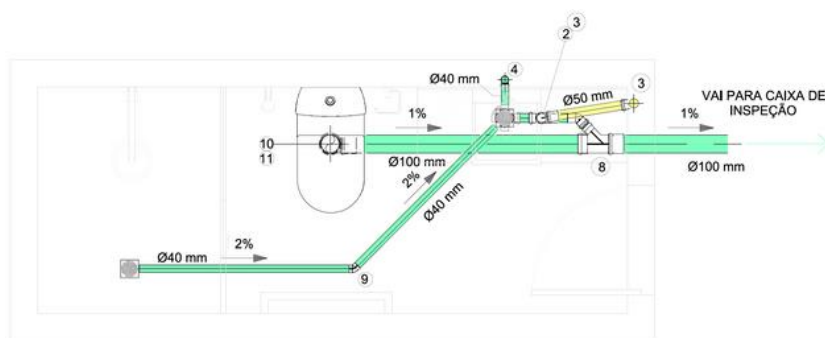 3
2
4
3
Ø40 mm
Ø50 mm
VAI PARA CAIXA DE
INSPEÇÃO
1%
1%
10
11
Ø100 mm
8
Ø100 mm
2%
Ø40 mm
2%
Ø40 mm
9